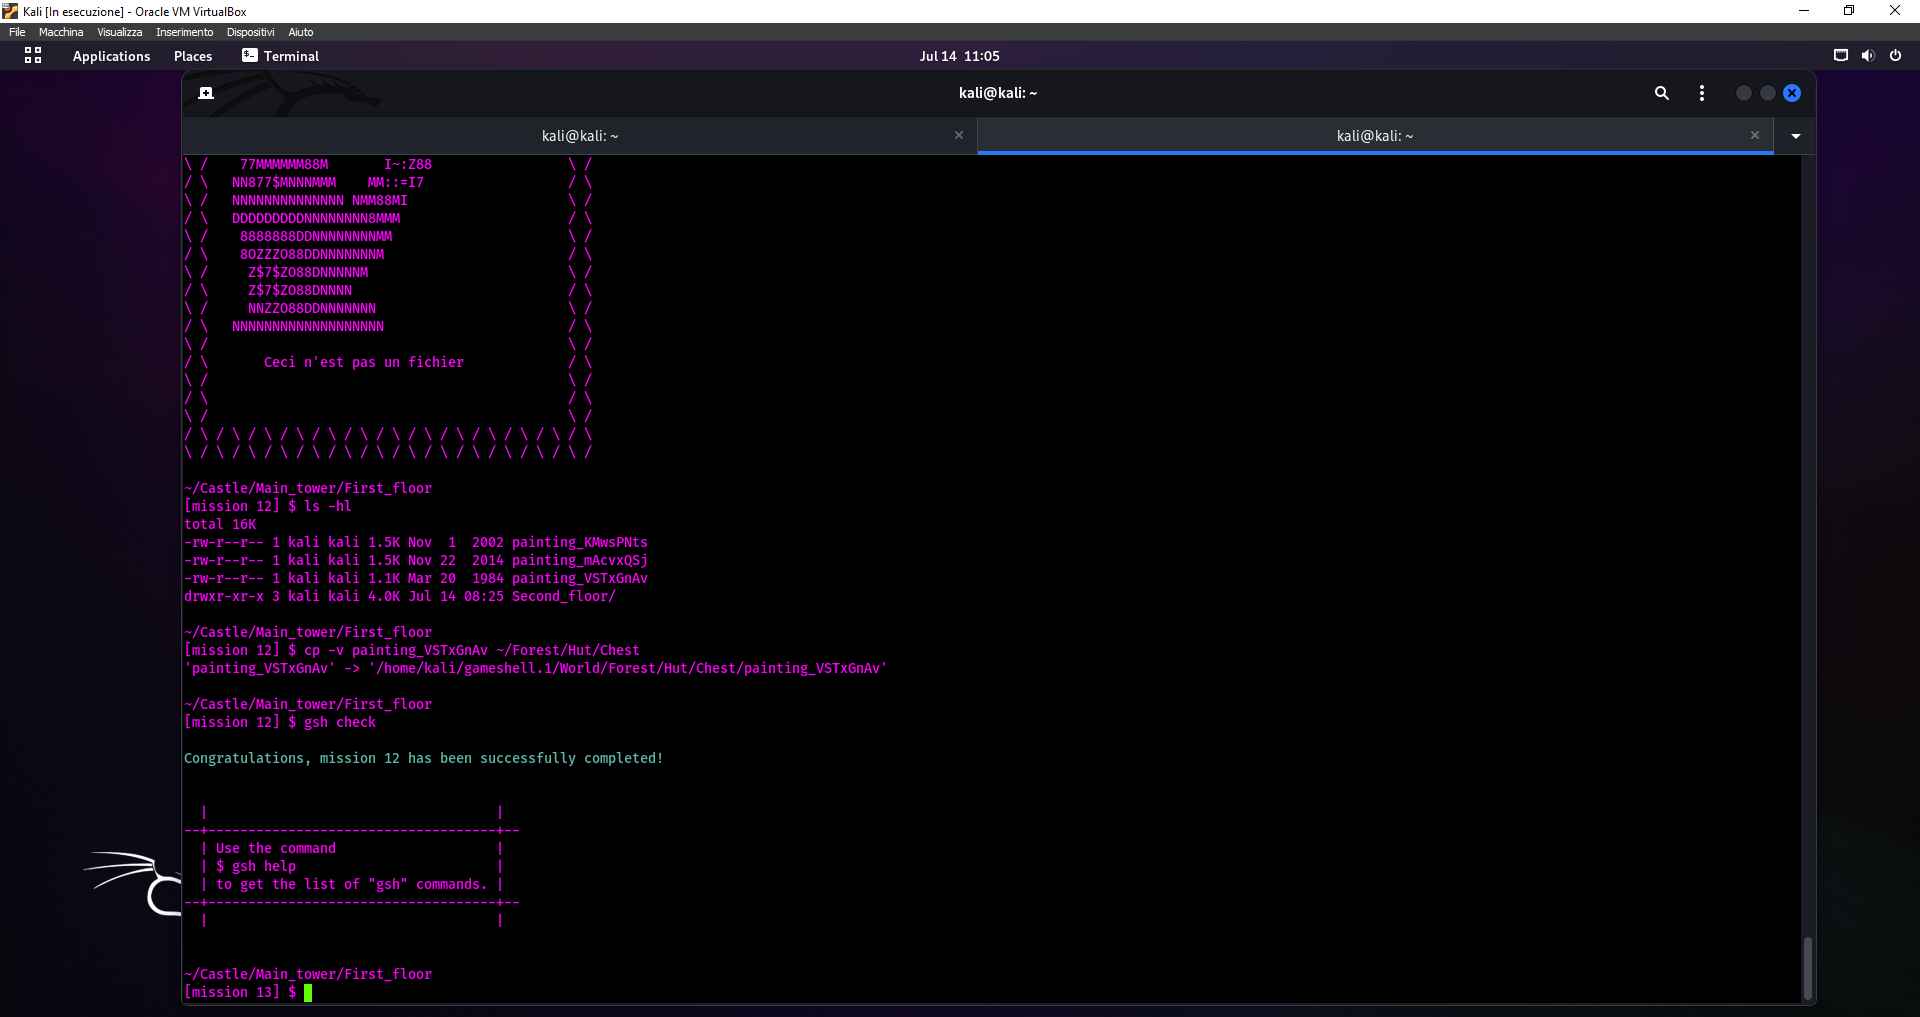 Kali [In esecuzione] - Oracle VM VirtualBox
File Macchina Visualizza Inserimento Dispositivi Aiuto
Applications Places Terminal Jul 14 11:05
kali@kali: ~
kali@kali: ~ kali@kali: ~
\ /    77MMMMMM88M       I~:Z88                 \ /
/ \   NN877$MNNNMMM    MM::=I7                  / \
\ /   NNNNNNNNNNNNNN NMM88MI                    \ /
/ \   DDDDDDDDDNNNNNNNN8MMM                     / \
\ /    8888888DDNNNNNNNNMM                      \ /
/ \    8OZZZO88DDNNNNNNNM                       / \
\ /     Z$7$ZO88DNNNNNM                         \ /
/ \     Z$7$ZO88DNNNN                           / \
\ /     NNZZO88DDNNNNNNN                        \ /
/ \   NNNNNNNNNNNNNNNNNNN                       / \
\ /                                             \ /
/ \       Ceci n'est pas un fichier             / \
\ /                                             \ /
/ \                                             / \
\ /                                             \ /
/ \ / \ / \ / \ / \ / \ / \ / \ / \ / \ / \ / \ / \
\ / \ / \ / \ / \ / \ / \ / \ / \ / \ / \ / \ / \ /
~/Castle/Main_tower/First_floor
[mission 12] $ ls -hl
total 16K
-rw-r--r-- 1 kali kali 1.5K Nov  1  2002 painting_KMwsPNts
-rw-r--r-- 1 kali kali 1.5K Nov 22  2014 painting_mAcvxQSj
-rw-r--r-- 1 kali kali 1.1K Mar 20  1984 painting_VSTxGnAv
drwxr-xr-x 3 kali kali 4.0K Jul 14 08:25 Second_floor/
~/Castle/Main_tower/First_floor
[mission 12] $ cp -v painting_VSTxGnAv ~/Forest/Hut/Chest
'painting_VSTxGnAv' -> '/home/kali/gameshell.1/World/Forest/Hut/Chest/painting_VSTxGnAv'
~/Castle/Main_tower/First_floor
[mission 12] $ gsh check
Congratulations, mission 12 has been successfully completed!
  |                                    |
--+------------------------------------+--
  | Use the command                    |
  | $ gsh help                         |
  | to get the list of "gsh" commands. |
--+------------------------------------+--
  |                                    |
~/Castle/Main_tower/First_floor
[mission 13] $